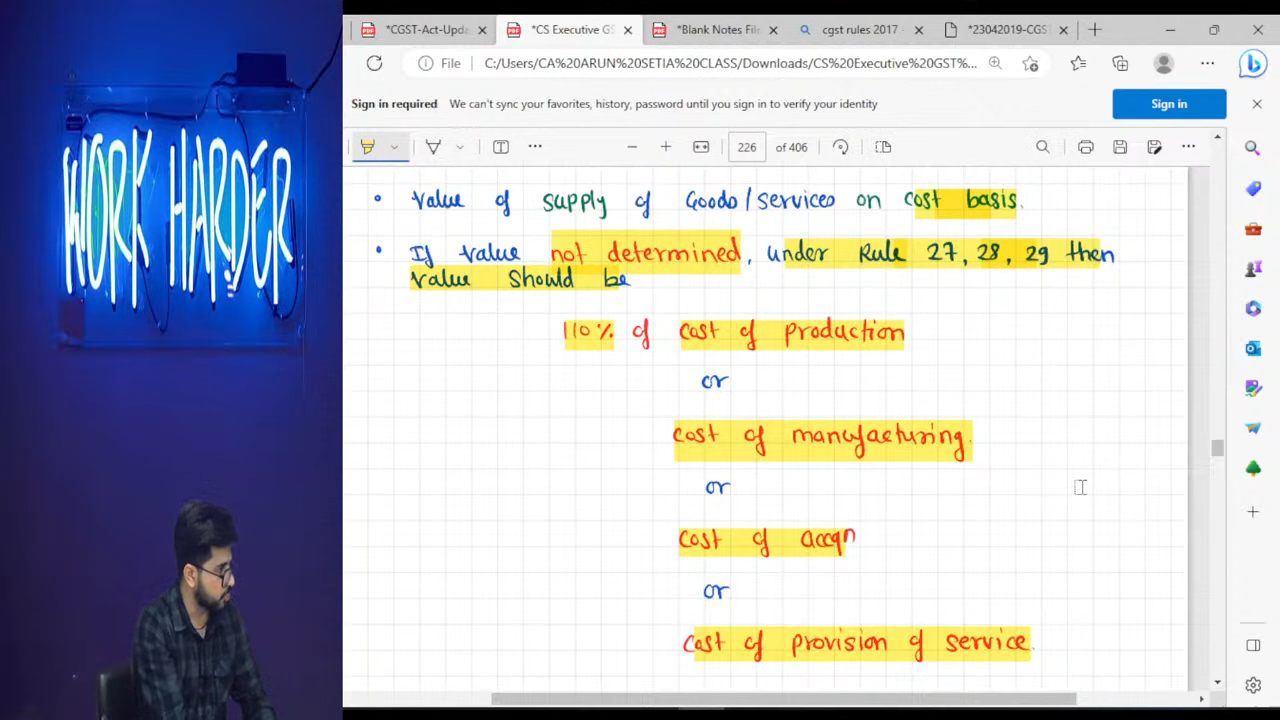 WORK HARDER
*CGST-Act-Upda
*CS Executive GS
*Blank Notes File
cgst rules 2017 -
*23042019-CGST
File
C:/Users/CA%20ARUN%20SETIA%20CLASS/Downloads/CS%20Executive%20GST%...
Sign in required
We can't sync your favorites, history, password until you sign in to verify your identity
Sign in
226 of 406
• Value of supply of Goods/services on cost basis.
• If value not determined, under Rule 27, 28, 29 then
value should be
110% of cost of production
or
cost of manufacturing.
or
cost of accqn
or
cost of provision of service.